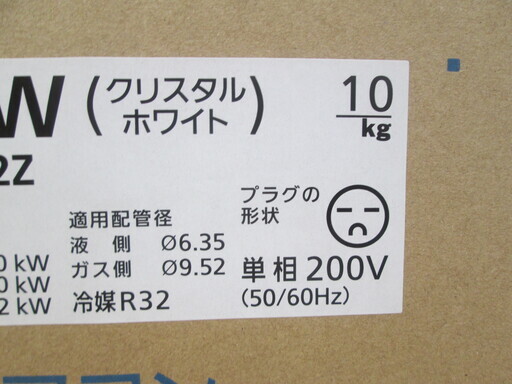 W (クリスタル
ホワイト)
10
kg
2Z
適用配管径
液 側 Ø6.35
ガス側 Ø9.52
冷媒R32
0 kW
0 kW
2 kW
プラグの
形状
単相200V
(50/60Hz)